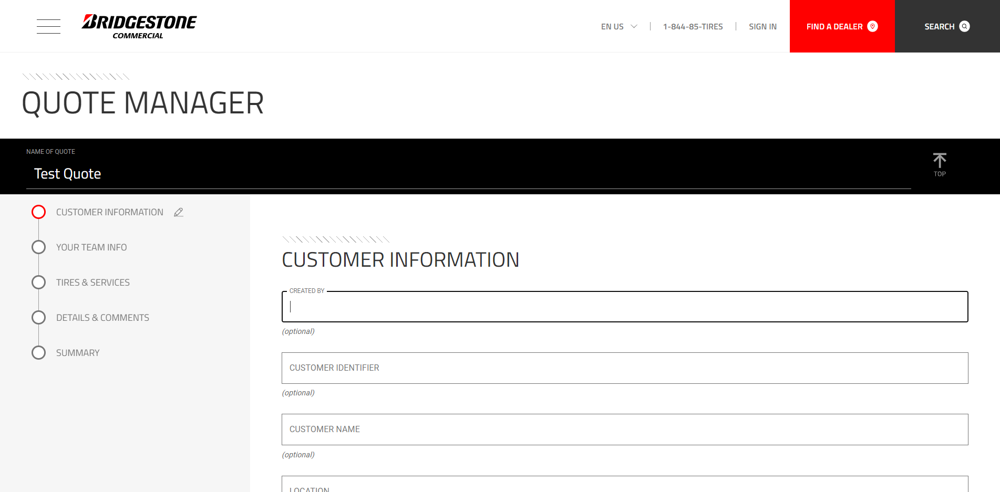 BRIDGESTONE
COMMERCIAL
EN US
1-844-85-TIRES
SIGN IN
FIND A DEALER
SEARCH
QUOTE MANAGER
NAME OF QUOTE
Test Quote
TOP
CUSTOMER INFORMATION
YOUR TEAM INFO
TIRES & SERVICES
DETAILS & COMMENTS
SUMMARY
CUSTOMER INFORMATION
CREATED BY
(optional)
CUSTOMER IDENTIFIER
(optional)
CUSTOMER NAME
(optional)
LOCATION